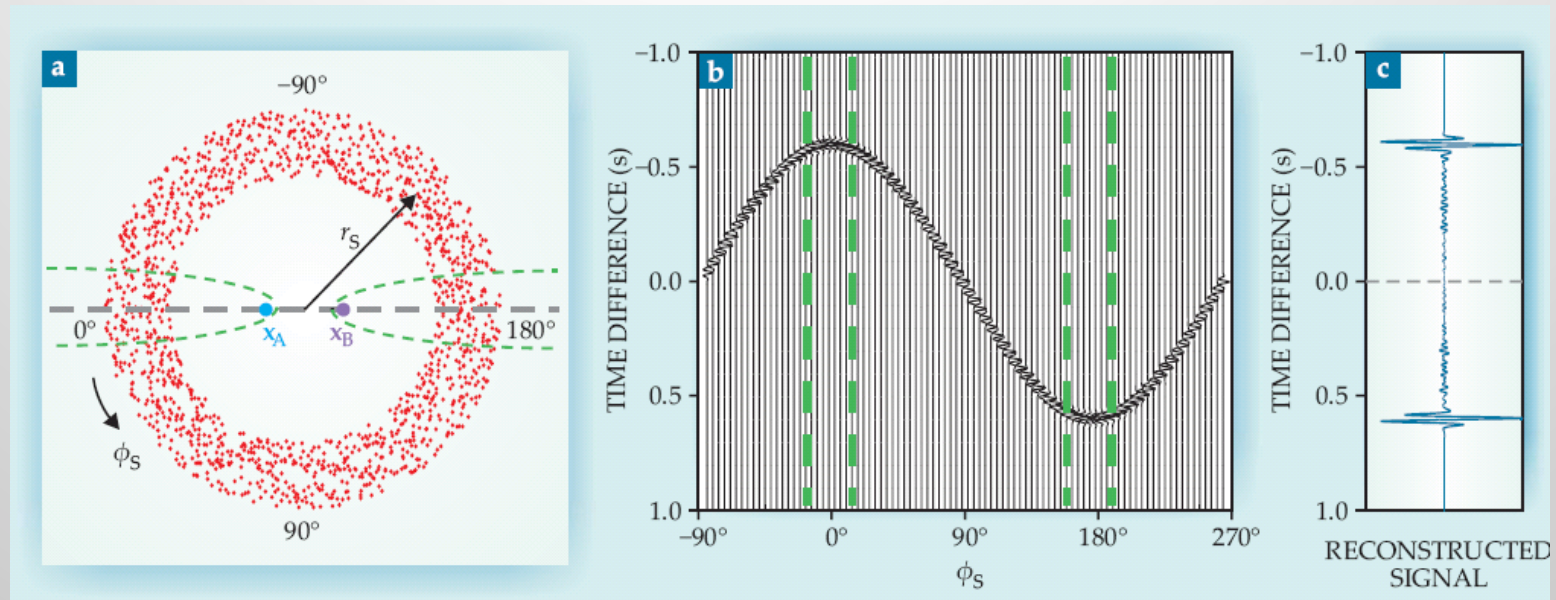 a
−90°
r_S
0°
x_A
x_B
180°
ϕ_S
90°
b
TIME DIFFERENCE (s)
−1.0
−0.5
0.0
0.5
1.0
−90°
0°
90°
180°
270°
ϕ_S
c
TIME DIFFERENCE (s)
−1.0
−0.5
0.0
0.5
1.0
RECONSTRUCTED
SIGNAL